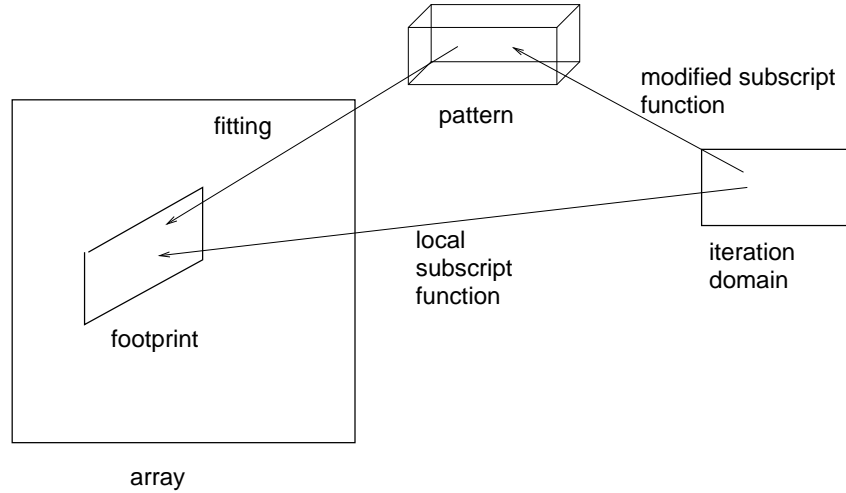 modified subscript
function
fitting
pattern
local
subscript
function
iteration
domain
footprint
array